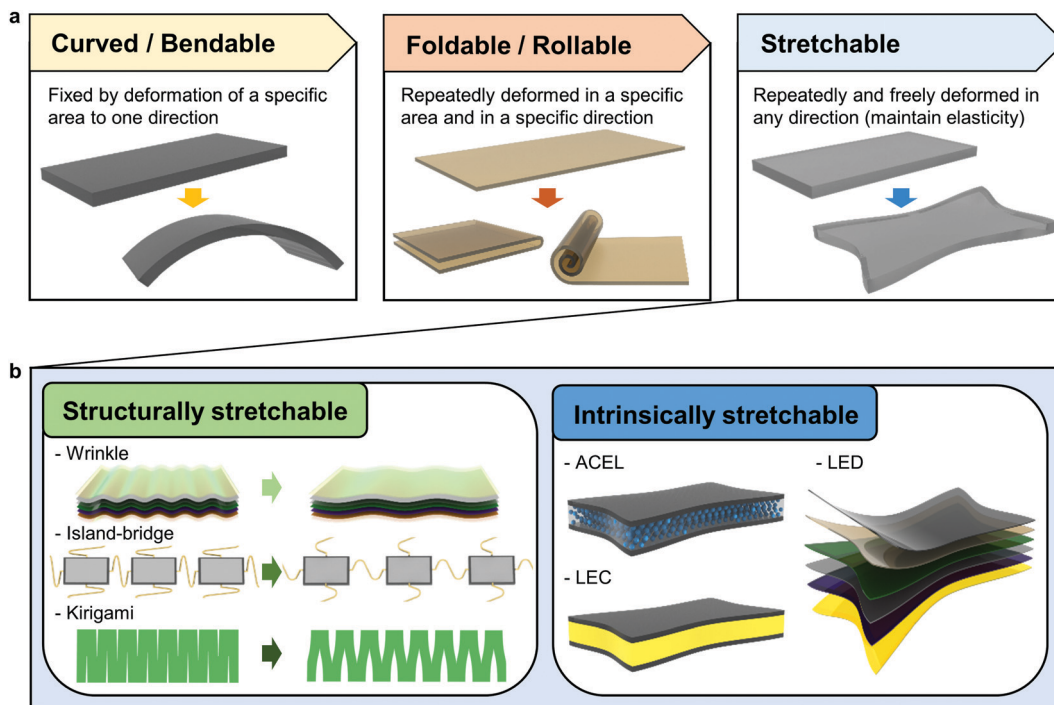 a
Curved / Bendable
Fixed by deformation of a specific
area to one direction
Foldable / Rollable
Repeatedly deformed in a specific
area and in a specific direction
Stretchable
Repeatedly and freely deformed in
any direction (maintain elasticity)
b
Structurally stretchable
- Wrinkle
- Island-bridge
- Kirigami
Intrinsically stretchable
- ACEL
- LEC
- LED